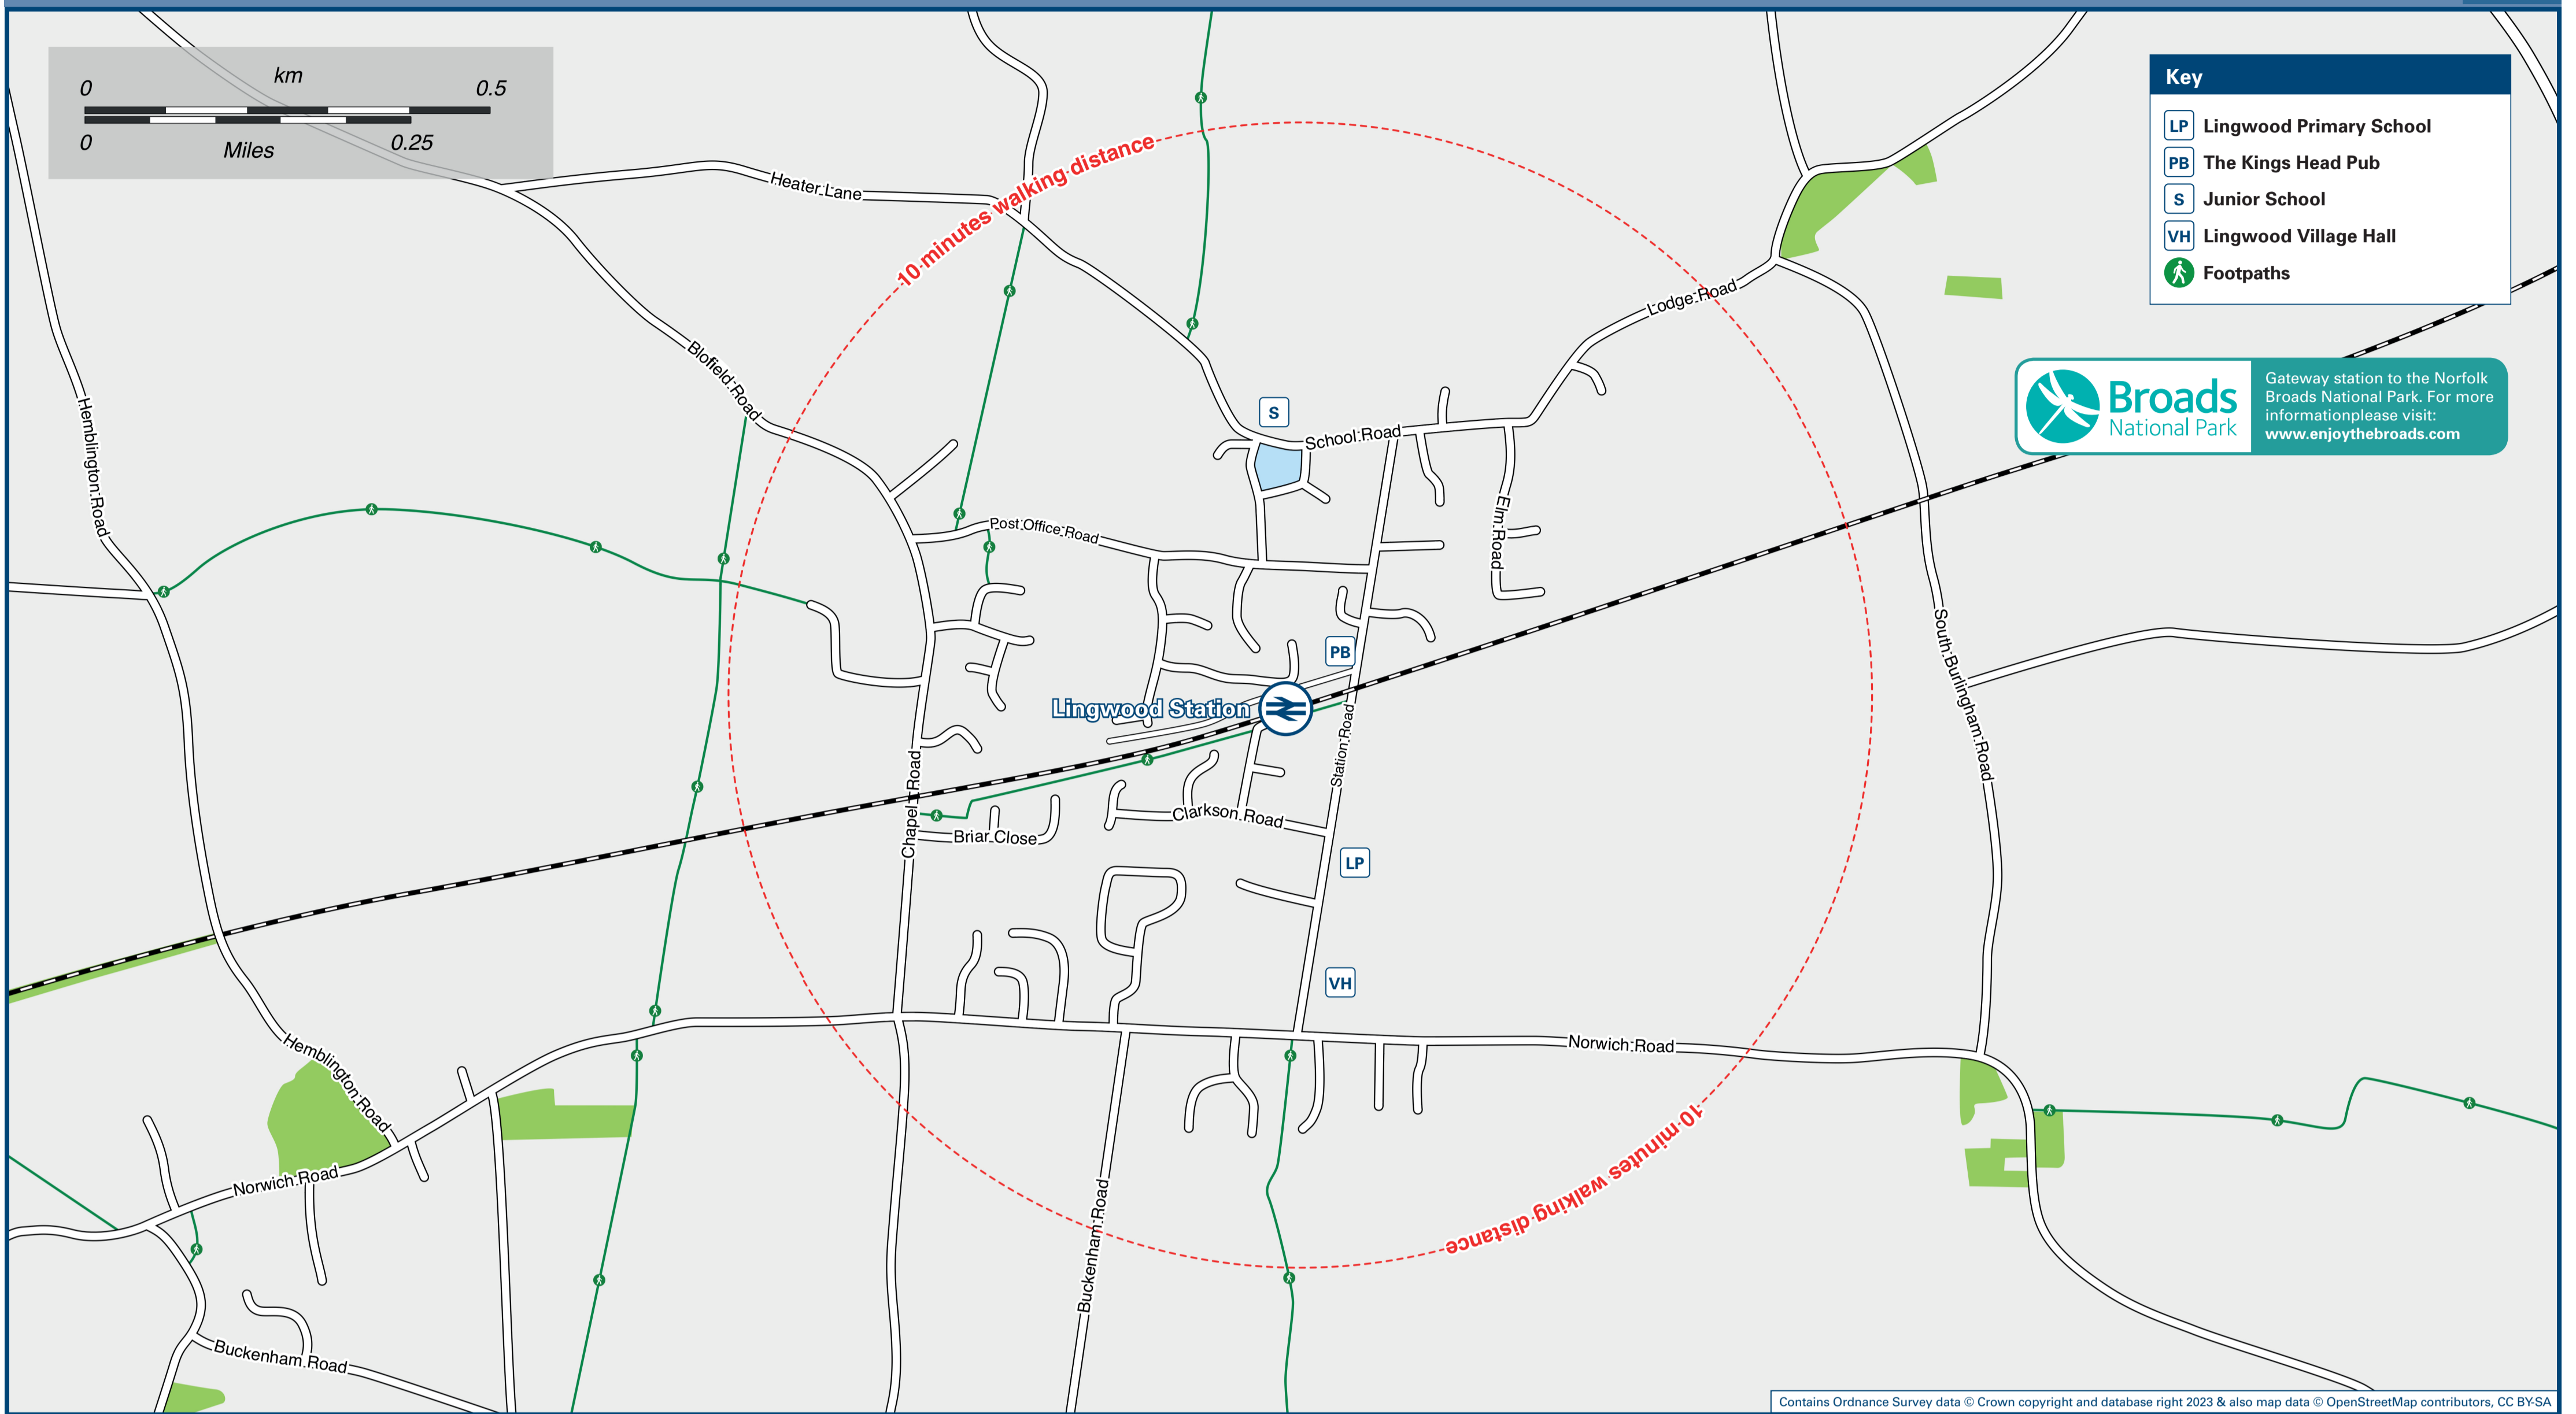 km
0 0.5
0 0.25
Miles
Key
LP Lingwood Primary School
PB The Kings Head Pub
S Junior School
VH Lingwood Village Hall
Footpaths
10 minutes walking distance
Heater Lane
Lodge Road
Blofield Road
Broads
National Park
Gateway station to the Norfolk
Broads National Park. For more
informationplease visit:
www.enjoythebroads.com
S
School Road
Hemblington Road
Post Office Road
Elm Road
PB
South Burlingham Road
Lingwood Station
Station Road
Chapel Road
Clarkson Road
Briar Close
LP
VH
Hemblington Road
Norwich Road
Norwich Road
10 minutes walking distance
Buckenham Road
Buckenham Road
Contains Ordnance Survey data © Crown copyright and database right 2023 & also map data © OpenStreetMap contributors, CC BY-SA